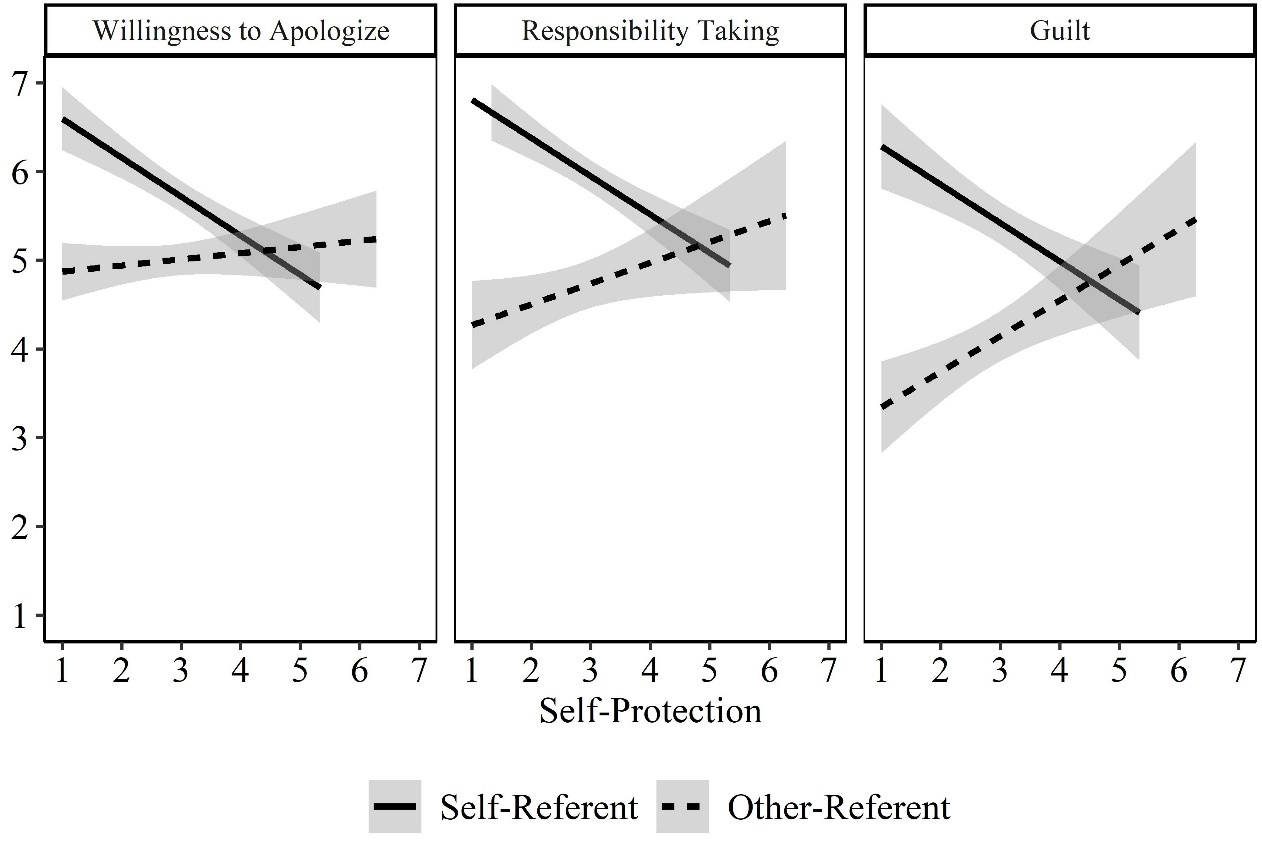 Willingness to Apologize
Responsibility Taking
Guilt
7
6
5
4
3
2
1
1 2 3 4 5 6 7
1 2 3 4 5 6 7
1 2 3 4 5 6 7
Self-Protection
Self-Referent
Other-Referent